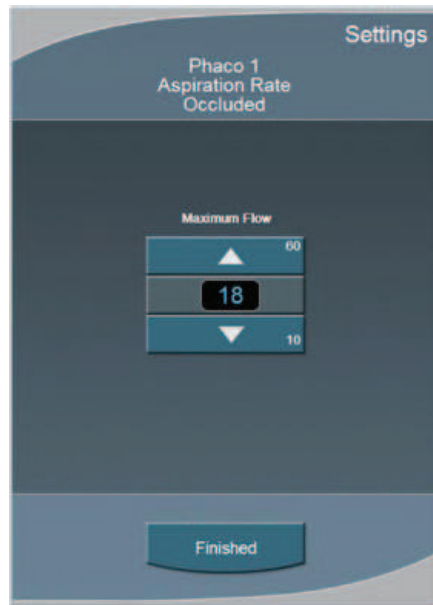 Settings
Phaco 1
Aspiration Rate
Occluded
Maximum Flow
60
18
10
Finished